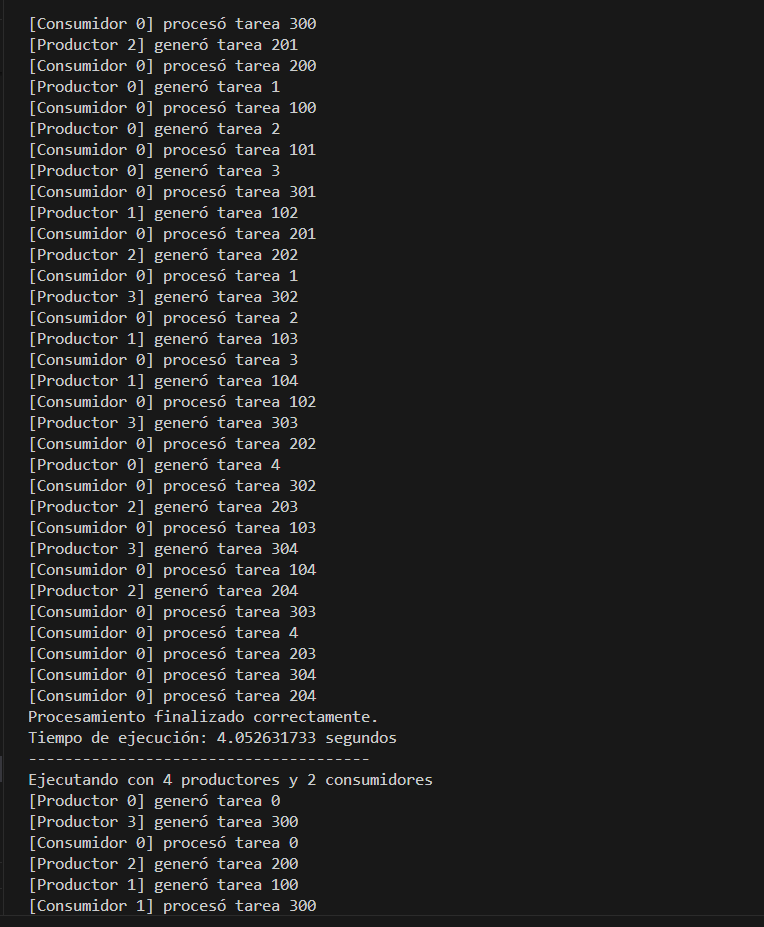 [Consumidor 0] procesó tarea 300
[Productor 2] generó tarea 201
[Consumidor 0] procesó tarea 200
[Productor 0] generó tarea 1
[Consumidor 0] procesó tarea 100
[Productor 0] generó tarea 2
[Consumidor 0] procesó tarea 101
[Productor 0] generó tarea 3
[Consumidor 0] procesó tarea 301
[Productor 1] generó tarea 102
[Consumidor 0] procesó tarea 201
[Productor 2] generó tarea 202
[Consumidor 0] procesó tarea 1
[Productor 3] generó tarea 302
[Consumidor 0] procesó tarea 2
[Productor 1] generó tarea 103
[Consumidor 0] procesó tarea 3
[Productor 1] generó tarea 104
[Consumidor 0] procesó tarea 102
[Productor 3] generó tarea 303
[Consumidor 0] procesó tarea 202
[Productor 0] generó tarea 4
[Consumidor 0] procesó tarea 302
[Productor 2] generó tarea 203
[Consumidor 0] procesó tarea 103
[Productor 3] generó tarea 304
[Consumidor 0] procesó tarea 104
[Productor 2] generó tarea 204
[Consumidor 0] procesó tarea 303
[Consumidor 0] procesó tarea 4
[Consumidor 0] procesó tarea 203
[Consumidor 0] procesó tarea 304
[Consumidor 0] procesó tarea 204
Procesamiento finalizado correctamente.
Tiempo de ejecución: 4.052631733 segundos
--------------------------------------
Ejecutando con 4 productores y 2 consumidores
[Productor 0] generó tarea 0
[Productor 3] generó tarea 300
[Consumidor 0] procesó tarea 0
[Productor 2] generó tarea 200
[Productor 1] generó tarea 100
[Consumidor 1] procesó tarea 300